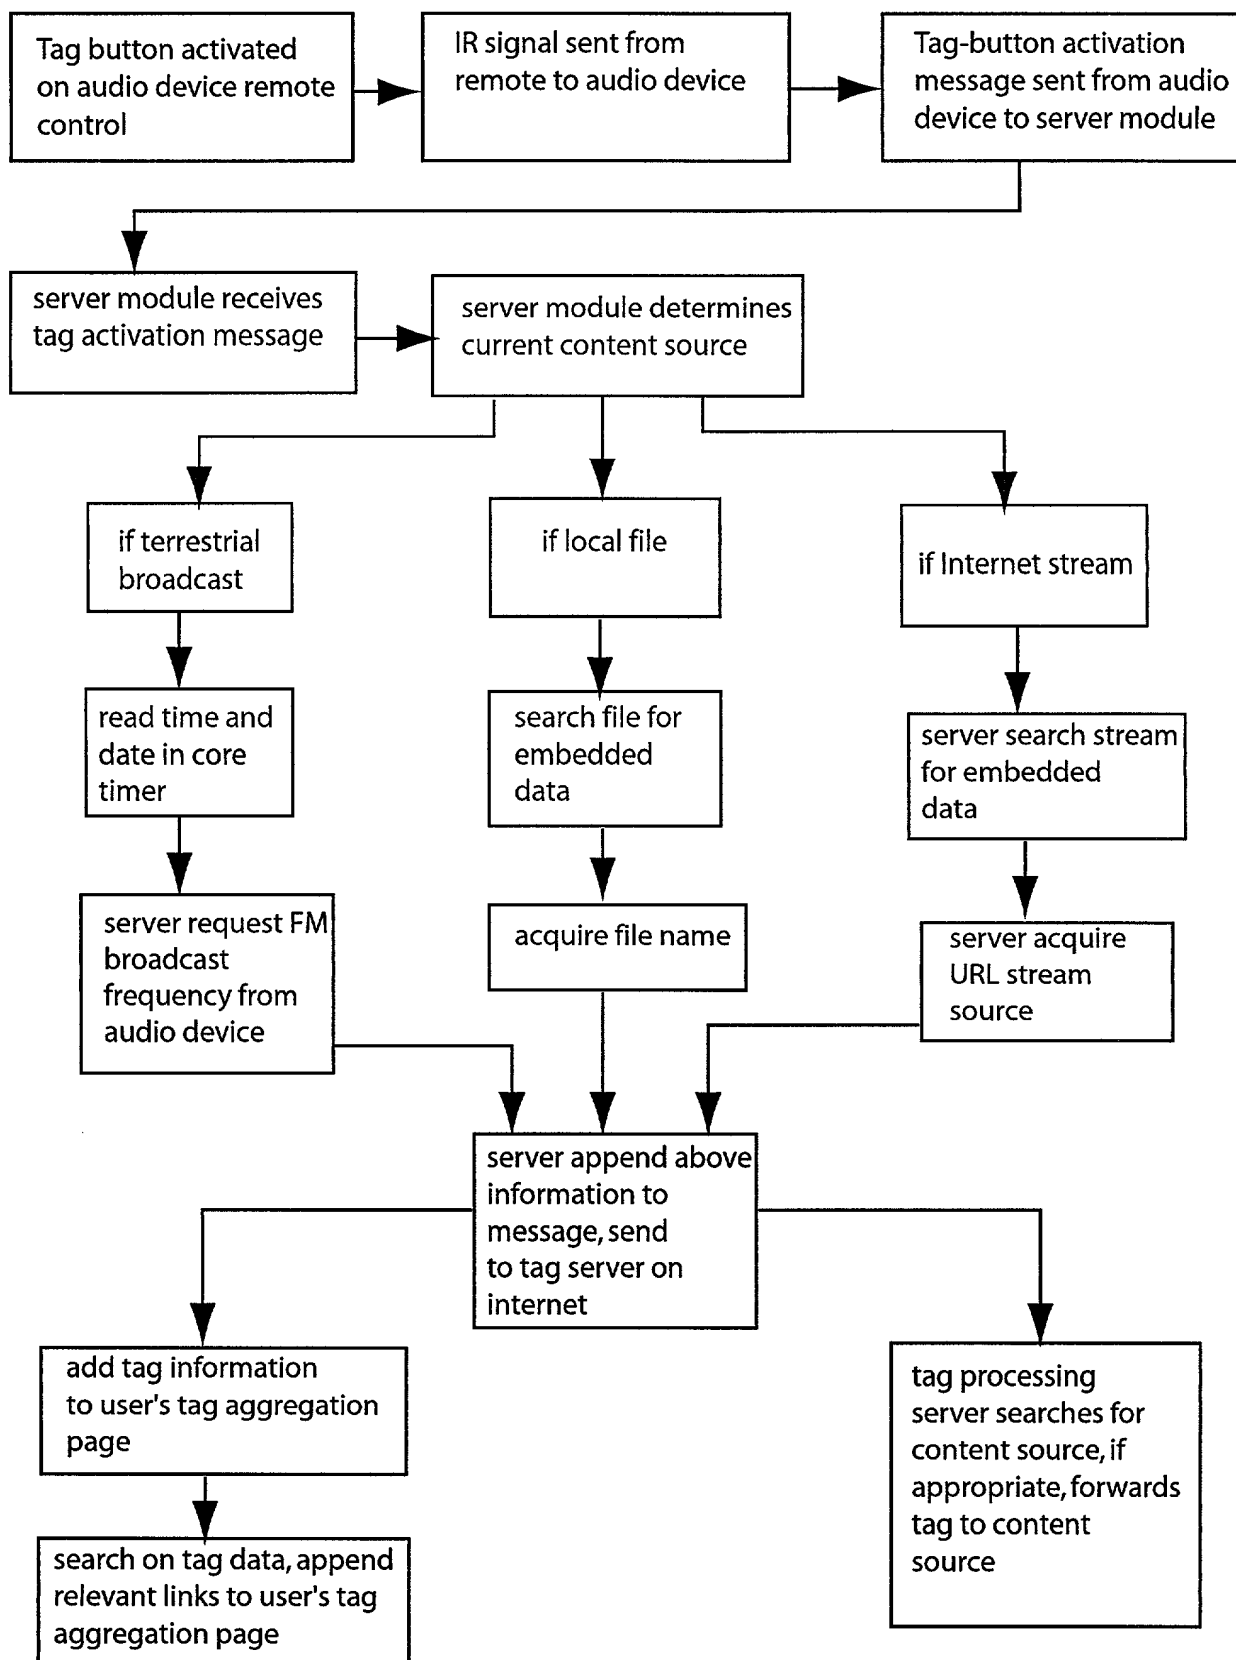 Tag button activated
on audio device remote
control
IR signal sent from
remote to audio device
Tag-button activation
message sent from audio
device to server module
server module receives
tag activation message
server module determines
current content source
if terrestrial
broadcast
if local file
if Internet stream
read time and
date in core
timer
search file for
embedded
data
server search stream
for embedded
data
server request FM
broadcast
frequency from
audio device
acquire file name
server acquire
URL stream
source
server append above
information to
message, send
to tag server on
internet
add tag information
to user's tag aggregation
page
tag processing
server searches for
content source, if
appropriate, forwards
tag to content
source
search on tag data, append
relevant links to user's tag
aggregation page